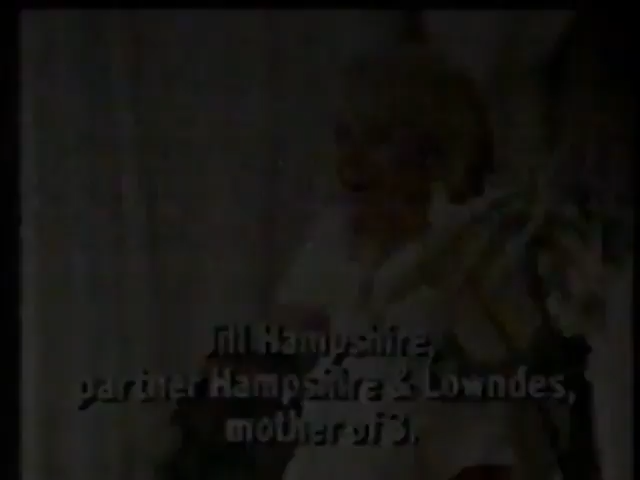 Jill Hampshire,
partner Hampshire & Lowndes,
mother of 3.